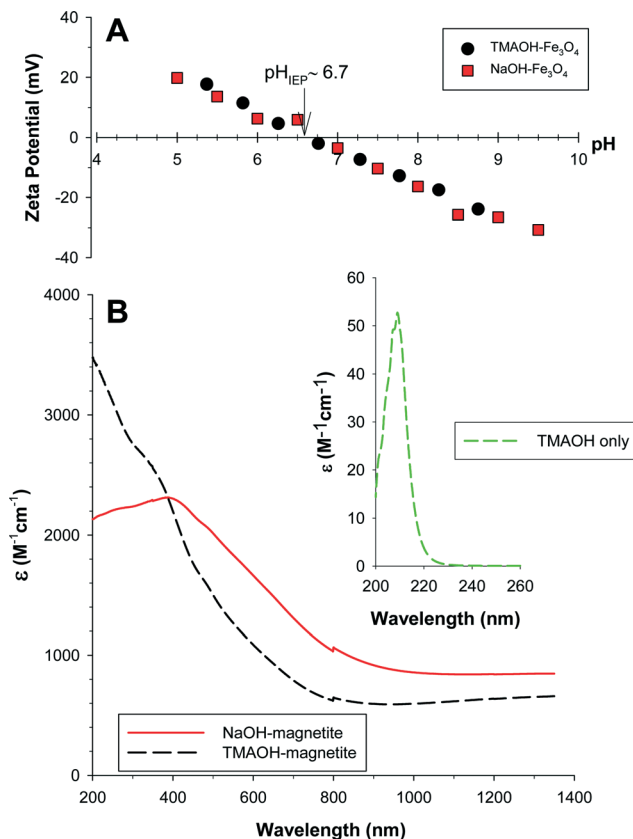 A
TMAOH-Fe₃O₄
NaOH-Fe₃O₄
pH_IEP ~ 6.7
Zeta Potential (mV)
40
20
0
-20
-40
4 5 6 7 8 9 10
pH
B
ε (M⁻¹cm⁻¹)
4000
3000
2000
1000
0
NaOH-magnetite
TMAOH-magnetite
200 400 600 800 1000 1200 1400
Wavelength (nm)
ε (M⁻¹cm⁻¹)
60
50
40
30
20
10
0
TMAOH only
200 220 240 260
Wavelength (nm)